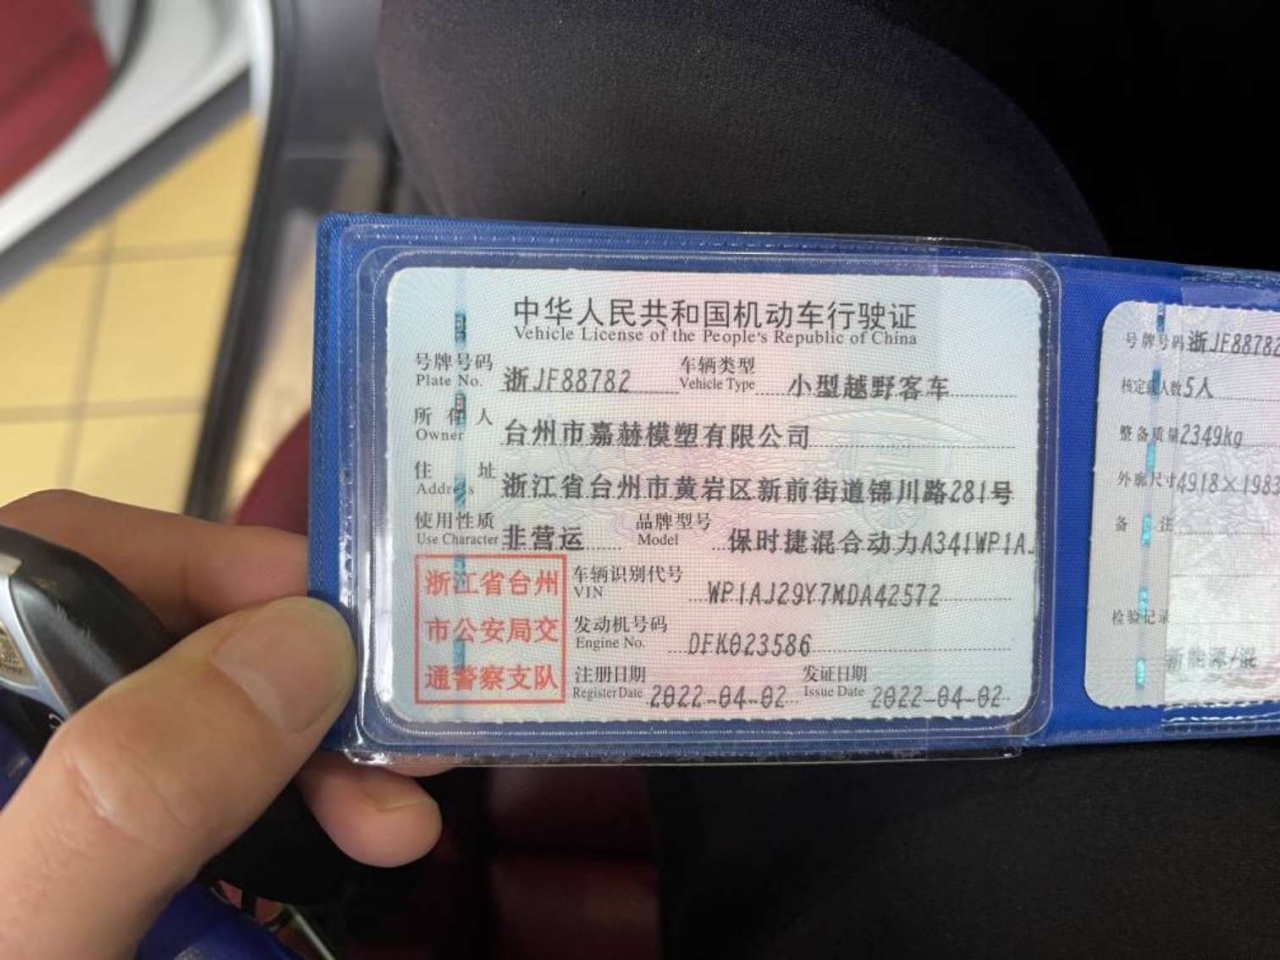 中华人民共和国机动车行驶证
Vehicle License of the People's Republic of China
号牌号码 浙JF88782 车辆类型 小型越野客车
Plate No. Vehicle Type
所有人 台州市嘉赫模塑有限公司
Owner
住址 浙江省台州市黄岩区新前街道锦川路281号
Address
使用性质 非营运 品牌型号 保时捷混合动力A341WP1AJ
Use Character Model
浙江省台州
市公安局交
通警察支队
车辆识别代号 WP1AJ29Y7MDA42572
VIN
发动机号码 DFK023586
Engine No.
注册日期 2022-04-02 发证日期 2022-04-02
Register Date Issue Date
号牌号码 浙JF88782
核定载人数 5人
整备质量 2349kg
外廓尺寸 4918×1983
备注
检验记录
新能源/混